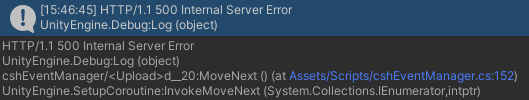 [15:46:45] HTTP/1.1 500 Internal Server Error
UnityEngine.Debug:Log (object)
HTTP/1.1 500 Internal Server Error
UnityEngine.Debug:Log (object)
cshEventManager/<Upload>d__20:MoveNext () (at Assets/Scripts/cshEventManager.cs:152)
UnityEngine.SetupCoroutine:InvokeMoveNext (System.Collections.IEnumerator,intptr)